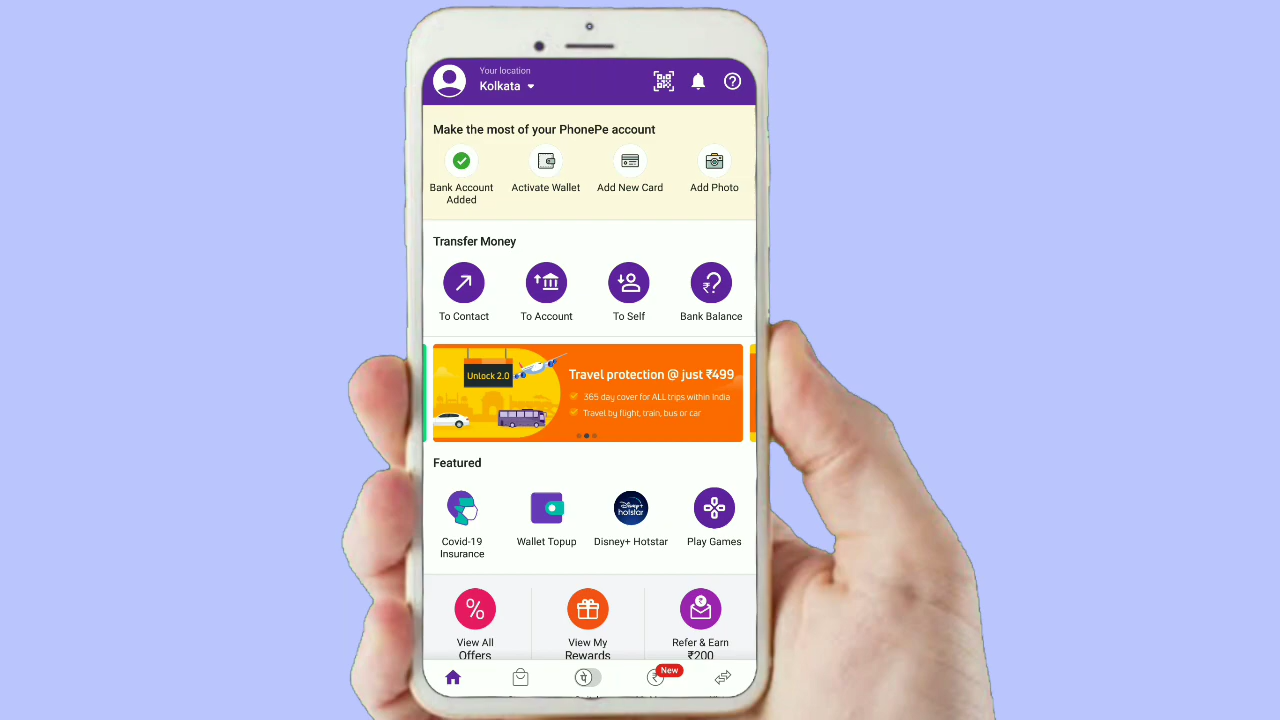 Your location
Kolkata
Make the most of your PhonePe account
Bank Account
Added
Activate Wallet
Add New Card
Add Photo
Transfer Money
To Contact
To Account
To Self
₹?
Bank Balance
Unlock 2.0
Travel protection @ just ₹499
365 day cover for ALL trips within India
Travel by flight, train, bus or car
Featured
Disney+
hotstar
Covid-19
Insurance
Wallet Topup
Disney+ Hotstar
Play Games
%
₹
View All
Offers
View My
Rewards
Refer & Earn
₹200
पे
₹
New